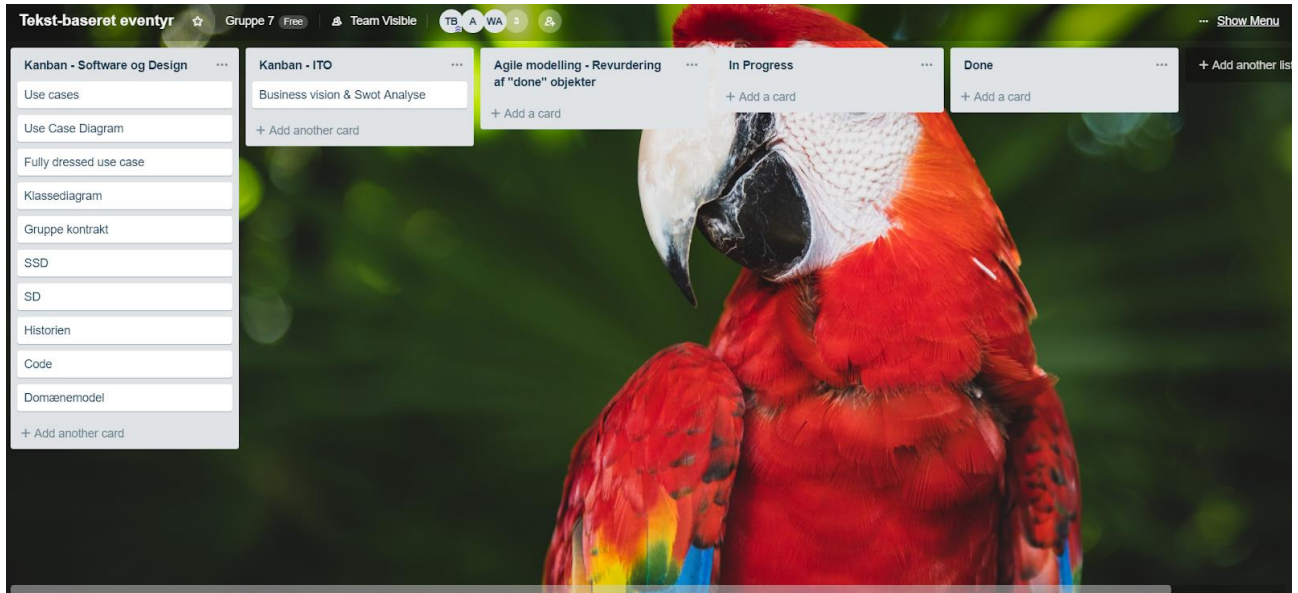 Tekst-baseret eventyr Gruppe 7 Free Team Visible TB A WA 3 ... Show Menu
Kanban - Software og Design ...
Use cases
Use Case Diagram
Fully dressed use case
Klassediagram
Gruppe kontrakt
SSD
SD
Historien
Code
Domænemodel
+ Add another card
Kanban - ITO ...
Business vision & Swot Analyse
+ Add another card
Agile modelling - Revurdering ...
af "done" objekter
+ Add a card
In Progress ...
+ Add a card
Done ...
+ Add a card
+ Add another list